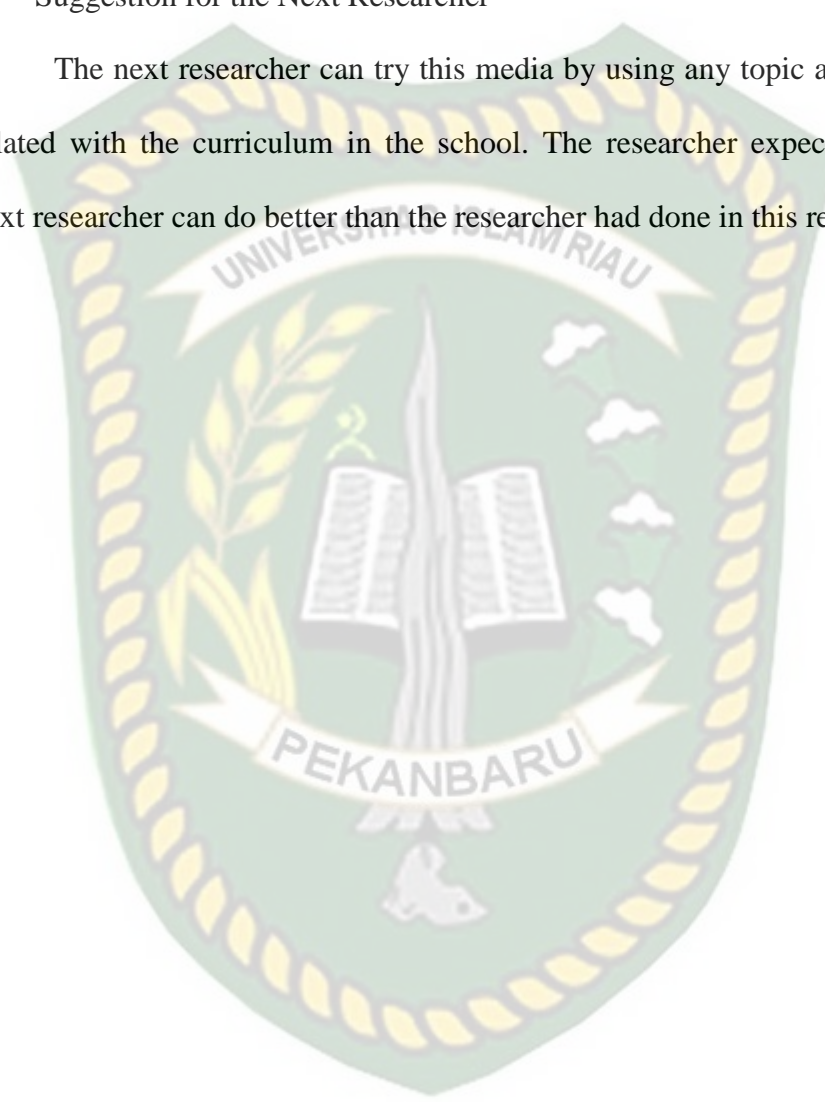 Suggestion for the Next Researcher
The next researcher can try this media by using any topic a
lated with the curriculum in the school. The researcher expec
xt researcher can do better than the researcher had done in this re
UNIVERSITAS ISLAM RIAU
PEKANBARU